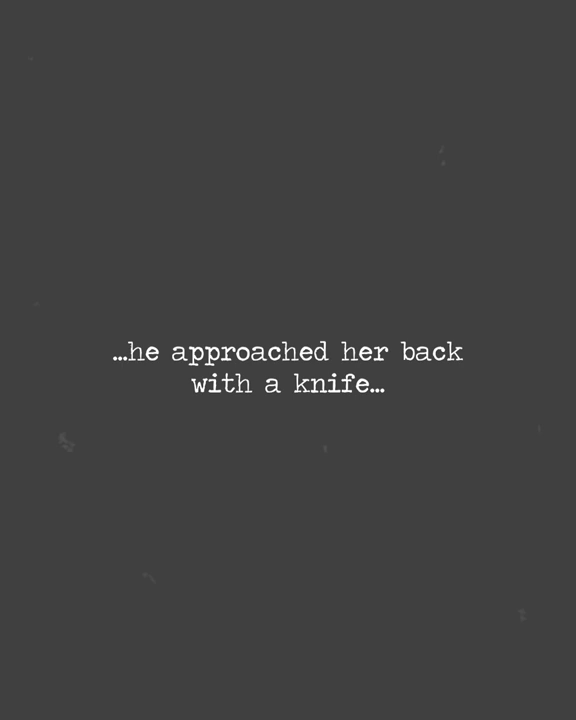 …he approached her back
with a knife…